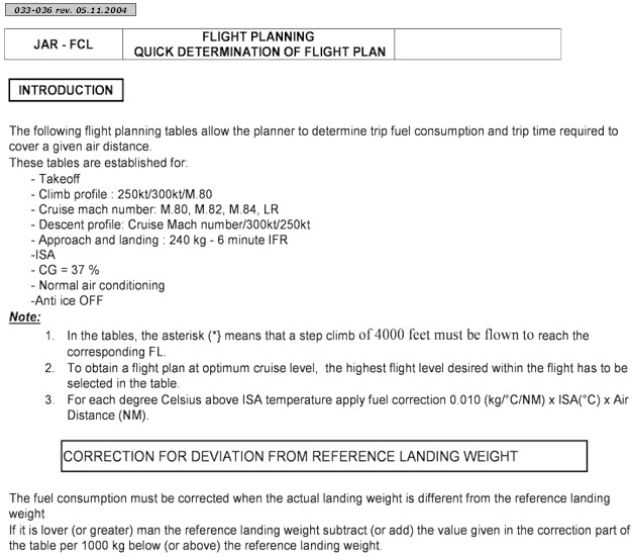 033-036 rev. 05.11.2004
JAR - FCL
FLIGHT PLANNING
QUICK DETERMINATION OF FLIGHT PLAN
INTRODUCTION
The following flight planning tables allow the planner to determine trip fuel consumption and trip time required to
cover a given air distance.
These tables are established for:
- Takeoff
- Climb profile : 250kt/300kt/M.80
- Cruise mach number: M.80, M.82, M.84, LR
- Descent profile: Cruise Mach number/300kt/250kt
- Approach and landing : 240 kg - 6 minute IFR
-ISA
- CG = 37 %
- Normal air conditioning
-Anti ice OFF
Note:
1. In the tables, the asterisk (*} means that a step climb of 4000 feet must be flown to reach the
corresponding FL.
2. To obtain a flight plan at optimum cruise level, the highest flight level desired within the flight has to be
selected in the table.
3. For each degree Celsius above ISA temperature apply fuel correction 0.010 (kg/°C/NM) x ISA(°C) x Air
Distance (NM).
CORRECTION FOR DEVIATION FROM REFERENCE LANDING WEIGHT
The fuel consumption must be corrected when the actual landing weight is different from the reference landing
weight
If it is lover (or greater) man the reference landing weight subtract (or add) the value given in the correction part of
the table per 1000 kg below (or above) the reference landing weight.